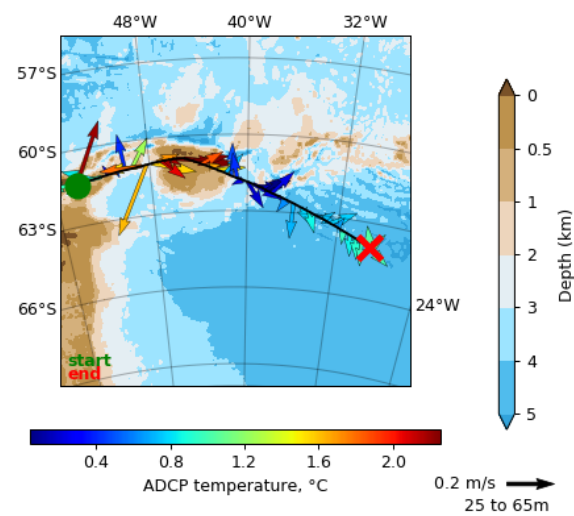 48°W 40°W 32°W
57°S
60°S
63°S
66°S
24°W
start
end
0
0.5
1
2
3
4
5
Depth (km)
0.4 0.8 1.2 1.6 2.0
ADCP temperature, °C
0.2 m/s
25 to 65m